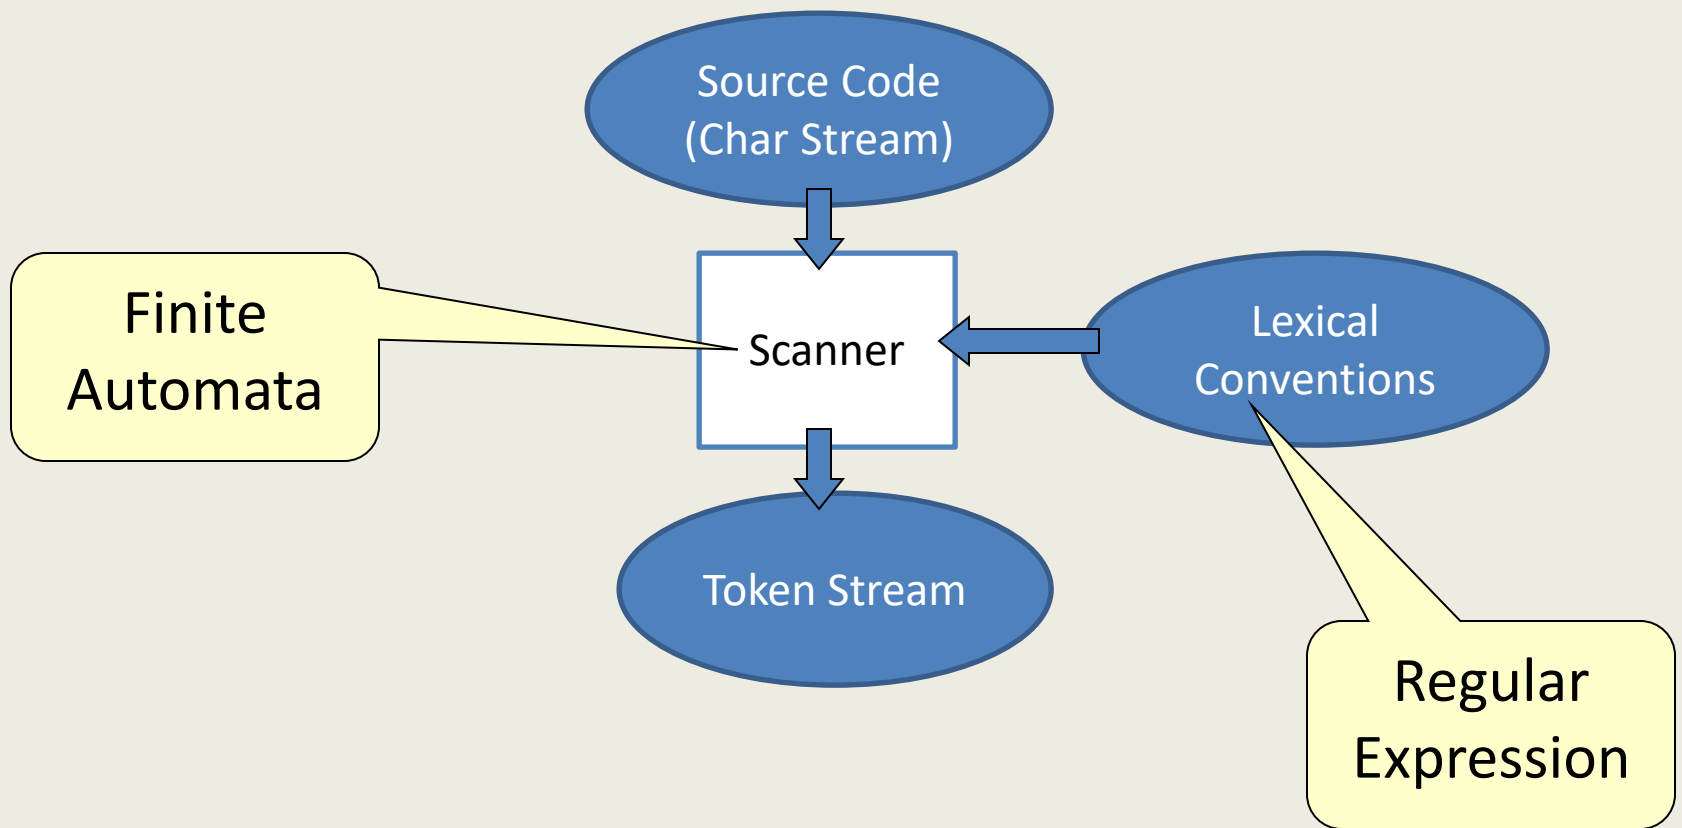 Source Code
(Char Stream)
Finite
Automata
Scanner
Lexical
Conventions
Token Stream
Regular
Expression